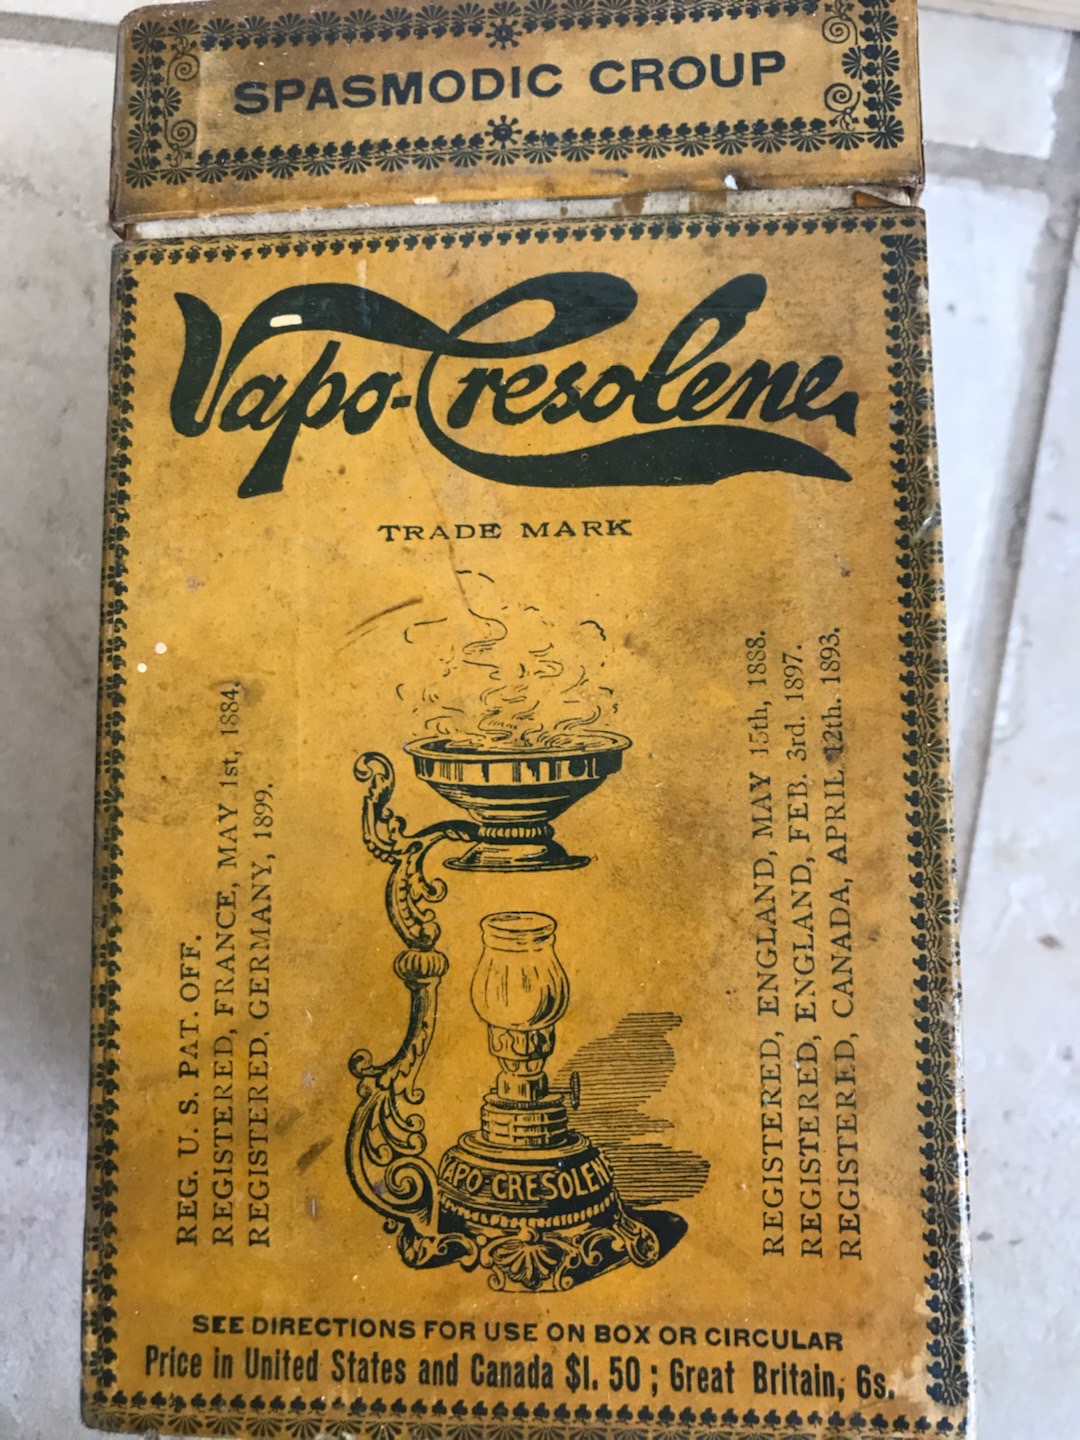 SPASMODIC CROUP
Vapo-Cresolene
TRADE MARK
REG. U. S. PAT. OFF.
REGISTERED, FRANCE, MAY 1st, 1884.
REGISTERED, GERMANY, 1899.
REGISTERED, ENGLAND, MAY 15th, 1888.
REGISTERED, ENGLAND, FEB. 3rd. 1897.
REGISTERED, CANADA, APRIL 12th. 1893.
VAPO-CRESOLENE
SEE DIRECTIONS FOR USE ON BOX OR CIRCULAR
Price in United States and Canada $1.50; Great Britain, 6s.